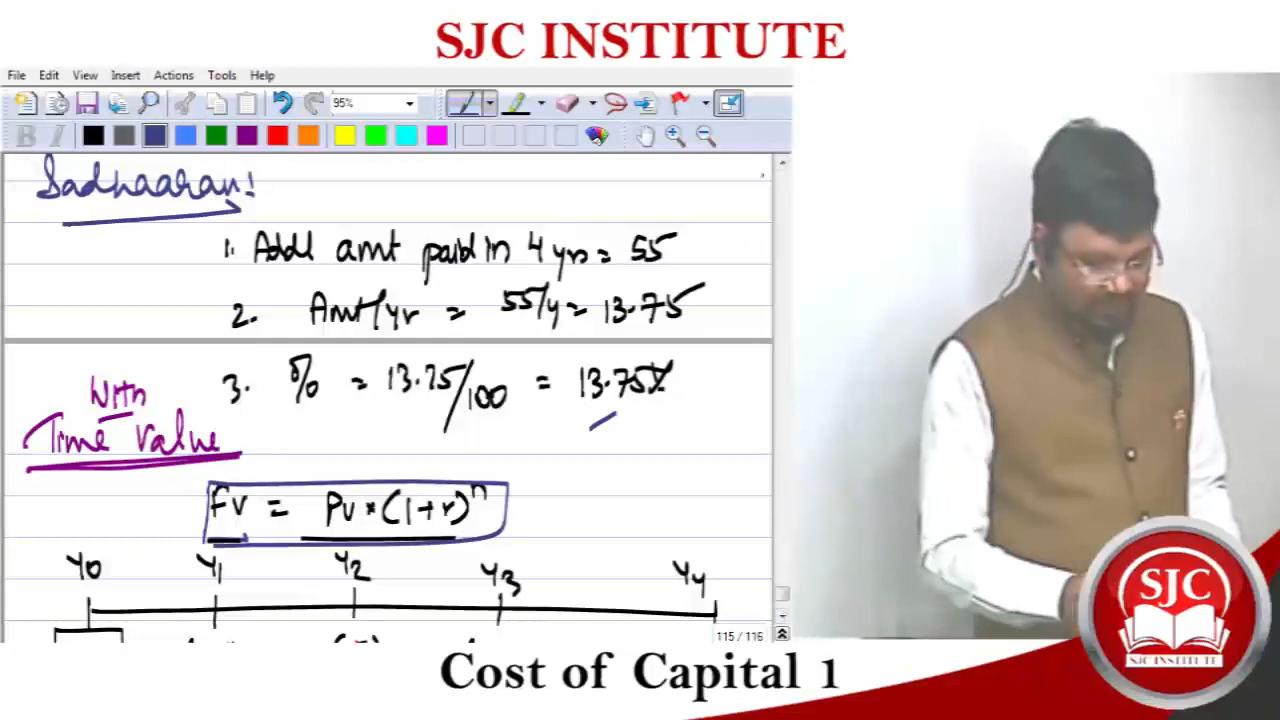 SJC INSTITUTE
File Edit View Insert Actions Tools Help
95%
B I
Sadhaaran:
1. Addl amt paid in 4 yrs = 55
2. Amt/yr = 55/4 = 13.75
3. % = 13.75/100 = 13.75%
With
Time Value
FV = PV * (1+r)^n
Y0 Y1 Y2 Y3 Y4
115 / 116
SJC
SJC INSTITUTE
Cost of Capital 1